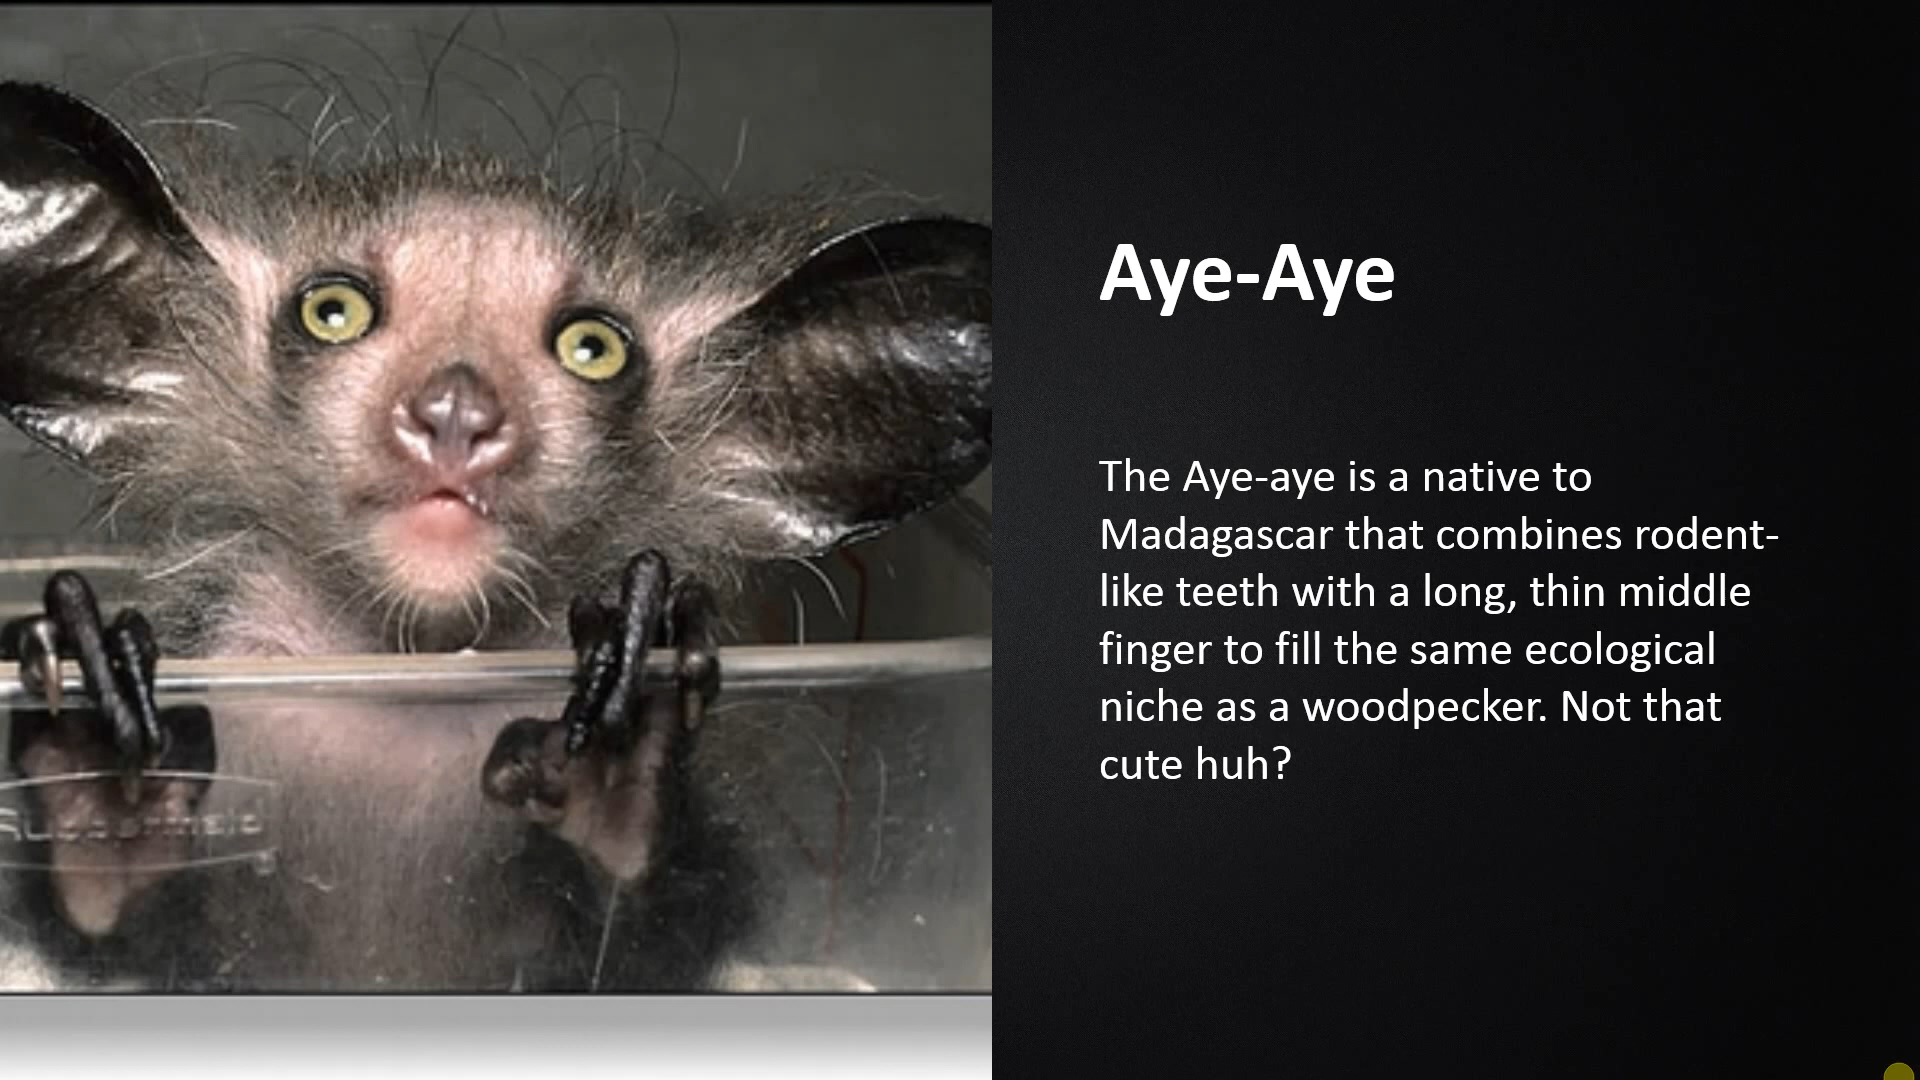 Aye-Aye
The Aye-aye is a native to
Madagascar that combines rodent-
like teeth with a long, thin middle
finger to fill the same ecological
niche as a woodpecker. Not that
cute huh?